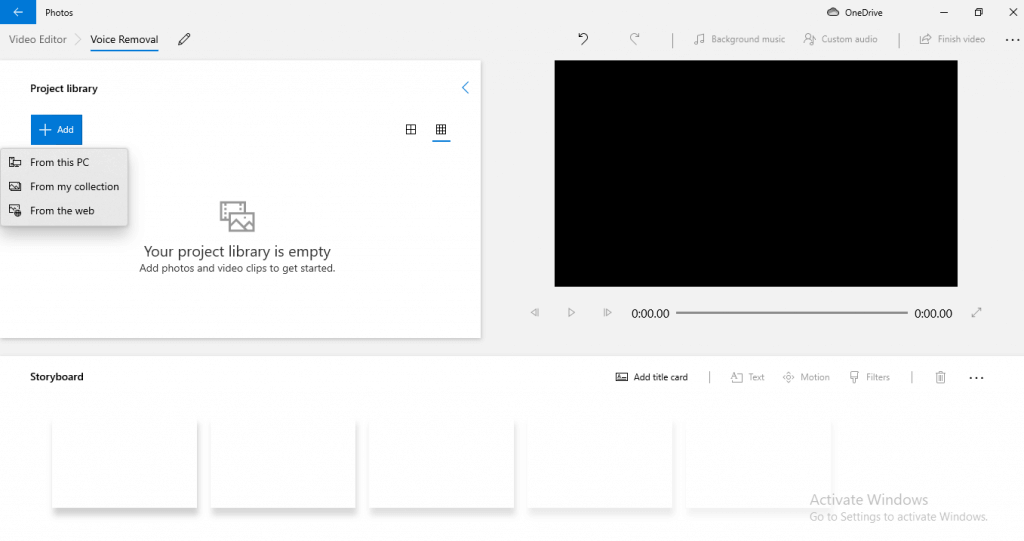 Photos
OneDrive
Video Editor
Voice Removal
Background music
Custom audio
Finish video
Project library
Add
From this PC
From my collection
From the web
Your project library is empty
Add photos and video clips to get started.
0:00.00
0:00.00
Storyboard
Add title card
Text
Motion
Filters
Activate Windows
Go to Settings to activate Windows.